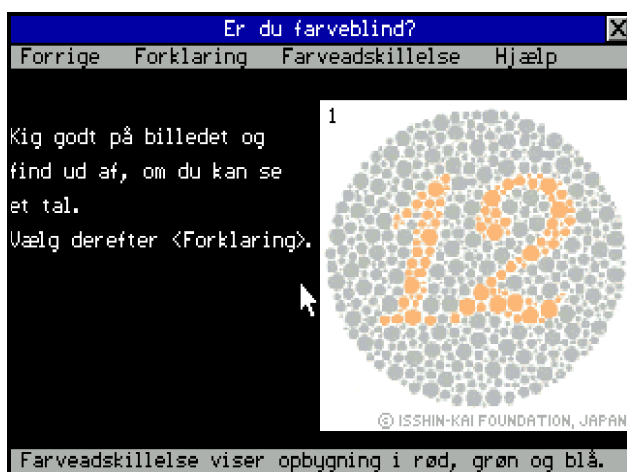 Er du farveblind?
Forrige Forklaring Farveadskillelse Hjælp
Kig godt på billedet og
find ud af, om du kan se
et tal.
Vælg derefter <Forklaring>.
1
12
© ISSHIN-KAI FOUNDATION, JAPAN
Farveadskillelse viser opbygning i rød, grøn og blå.